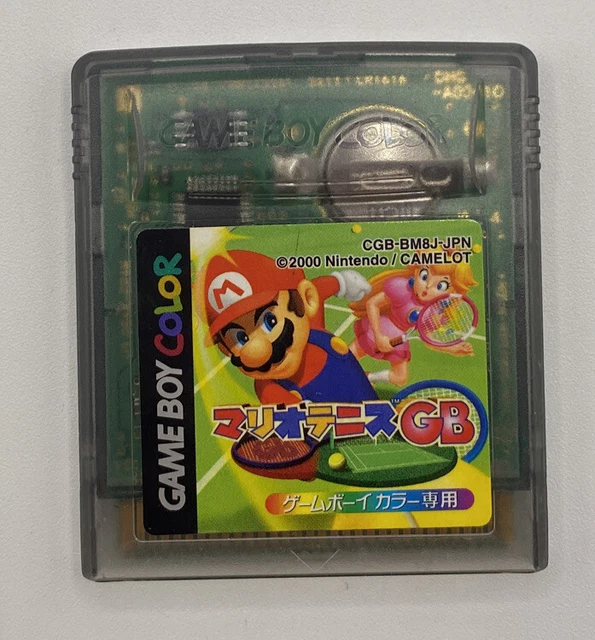 GAME BOY COLOR
CGB-BM8J-JPN
©2000 Nintendo / CAMELOT
GAME BOY COLOR
M
マリオテニスGB
TM
ゲームボーイカラー専用